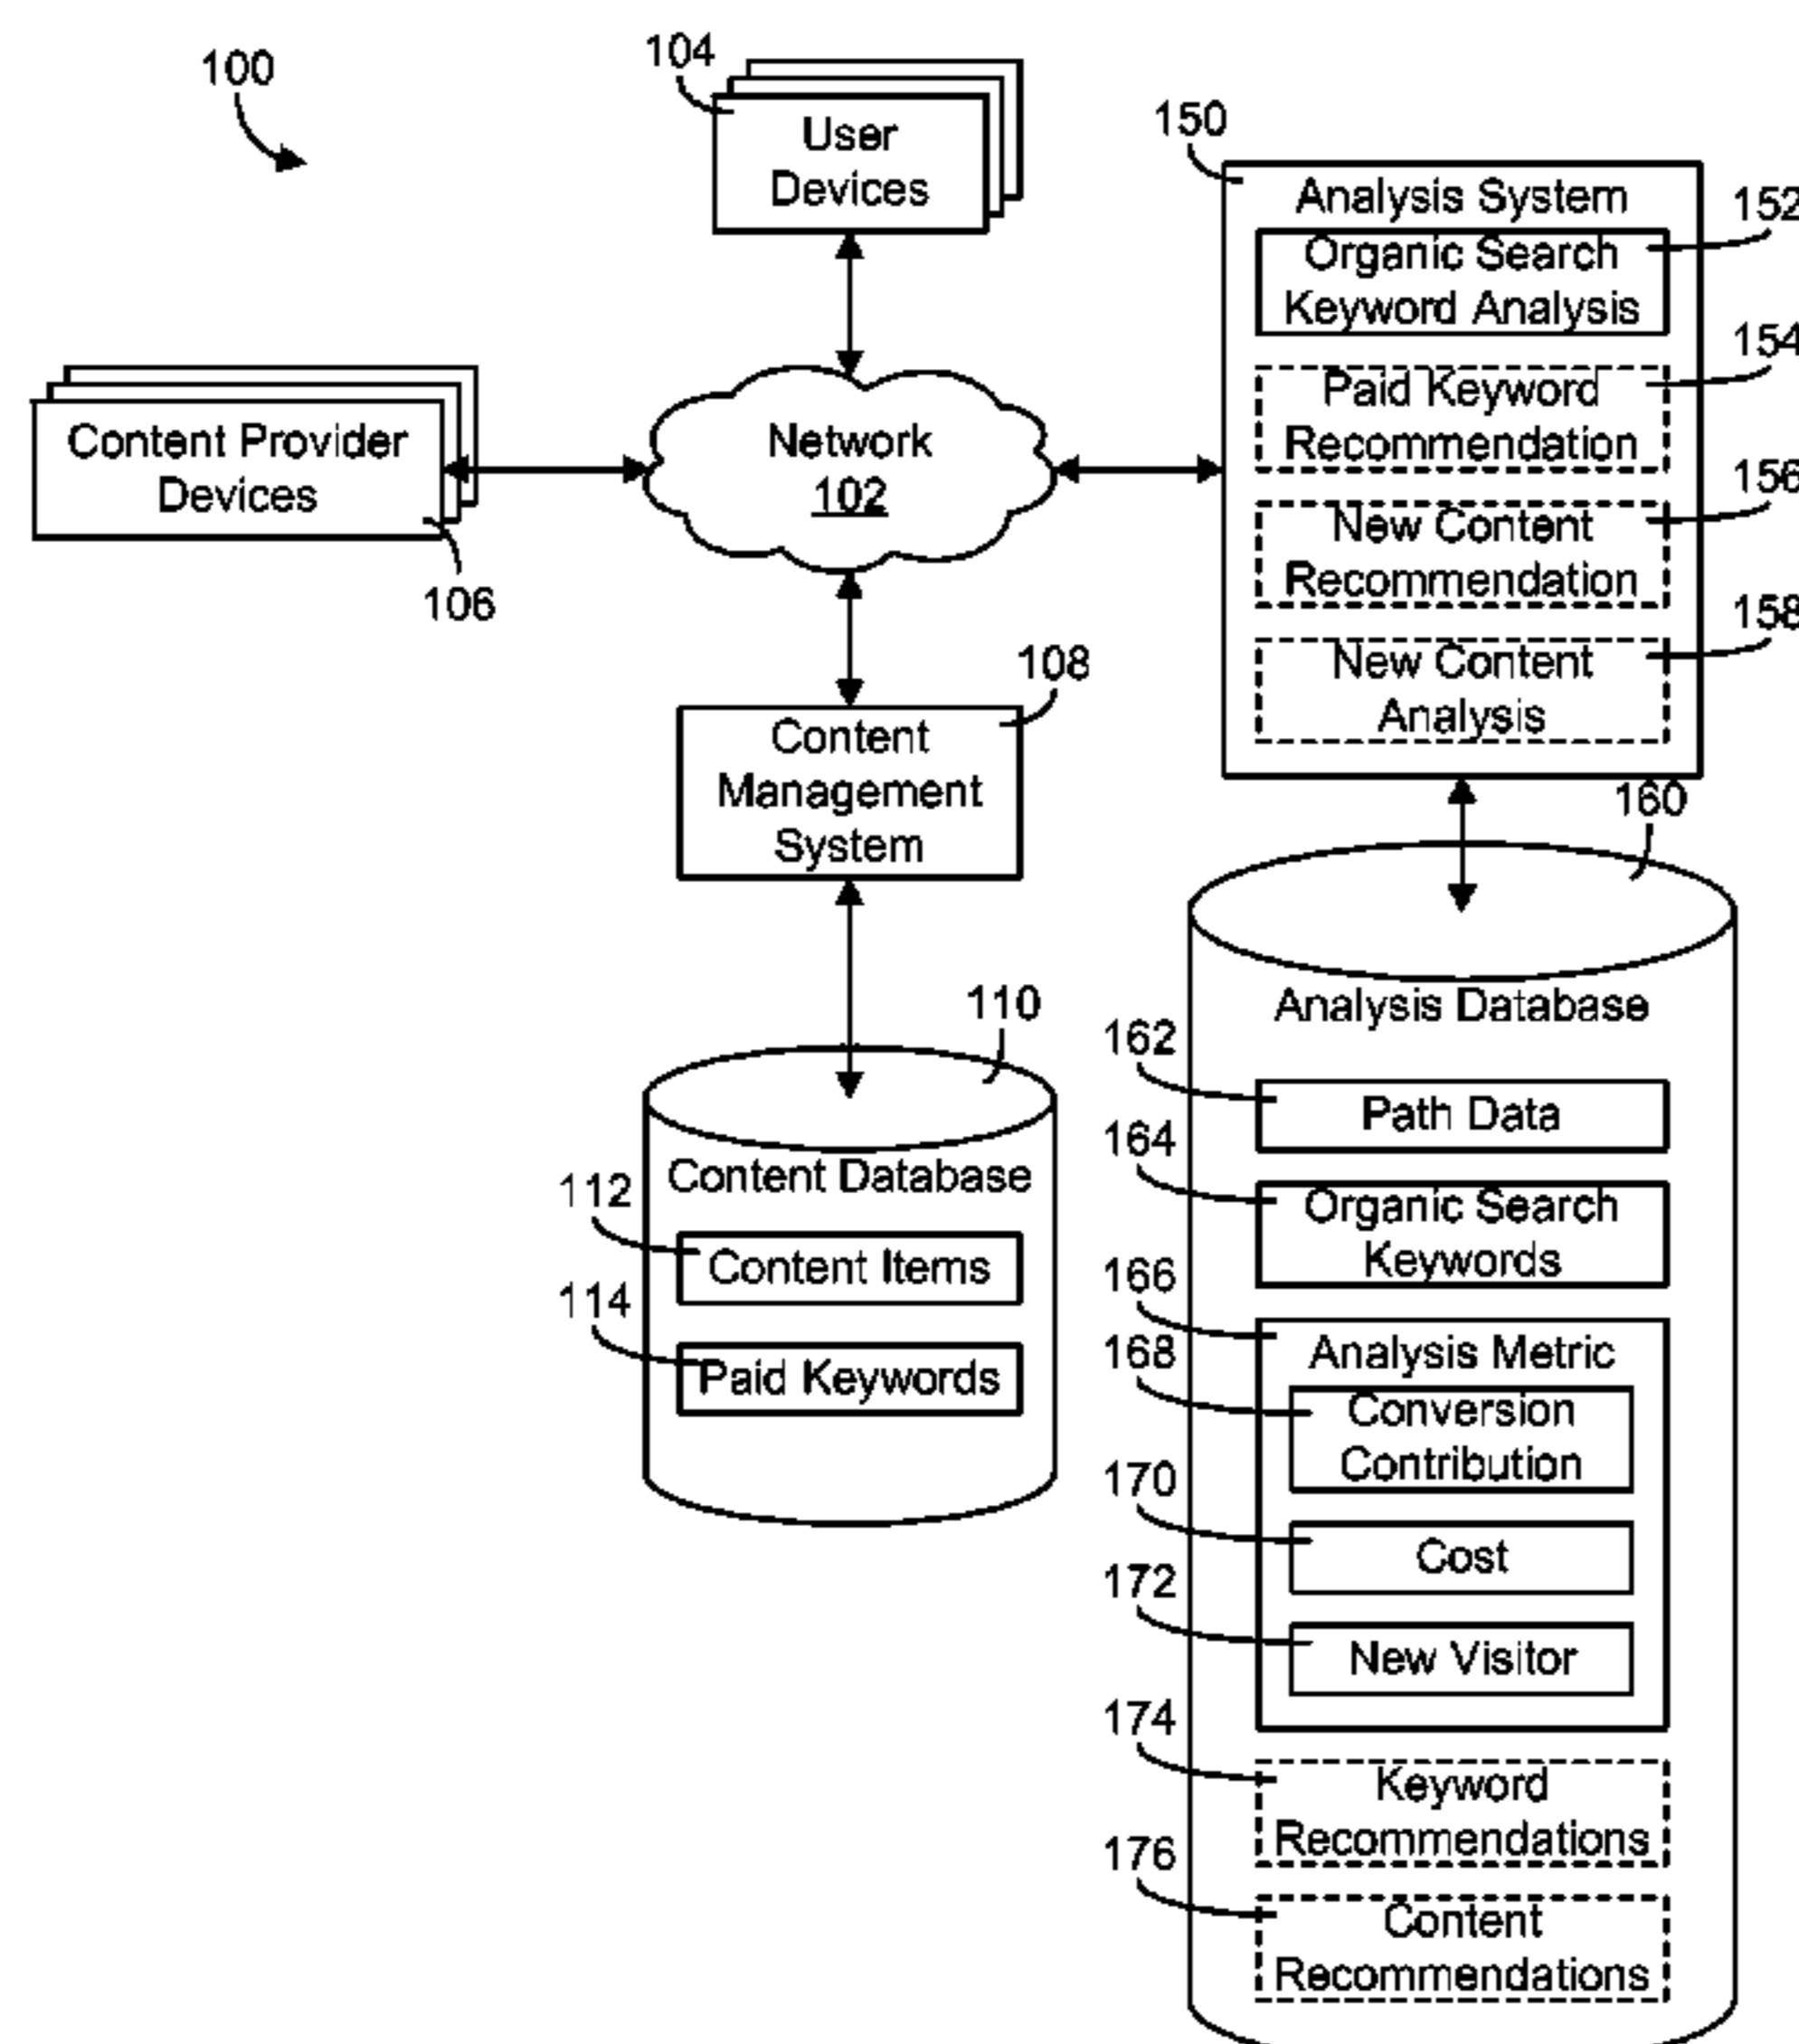 100
104
User
Devices
150
Analysis System
152
Organic Search
Keyword Analysis
154
Paid Keyword
Recommendation
156
New Content
Recommendation
158
New Content
Analysis
Content Provider
Devices
106
Network
102
108
Content
Management
System
160
110
Content Database
112
Content Items
114
Paid Keywords
Analysis Database
162
Path Data
164
Organic Search
Keywords
166
Analysis Metric
168
Conversion
Contribution
170
Cost
172
New Visitor
174
Keyword
Recommendations
176
Content
Recommendations